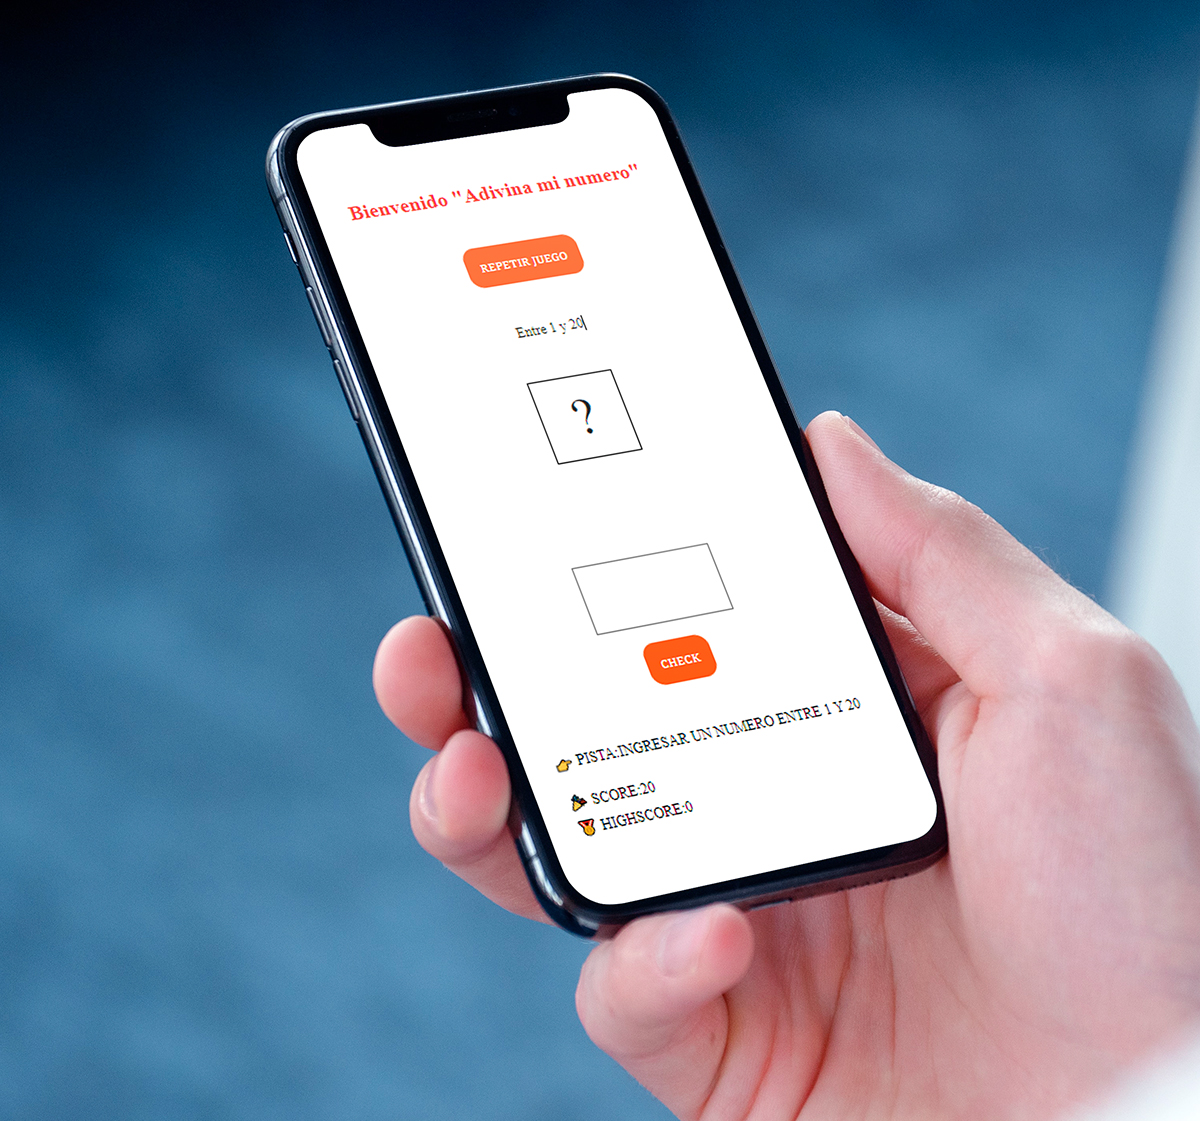 Bienvenido "Adivina mi numero"
REPETIR JUEGO
Entre 1 y 20
?
CHECK
👉 PISTA:INGRESAR UN NUMERO ENTRE 1 Y 20
🎉 SCORE:20
🏅 HIGHSCORE:0